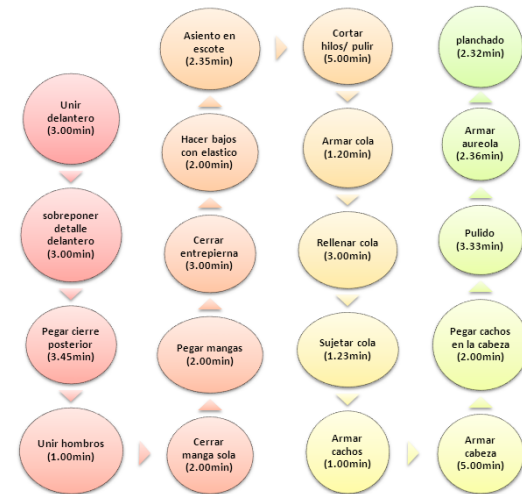 Unir
delantero
(3.00min)
sobreponer
detalle
delantero
(3.00min)
Pegar cierre
posterior
(3.45min)
Unir hombros
(1.00min)
Cerrar
manga sola
(2.00min)
Pegar mangas
(2.00min)
Cerrar
entrepierna
(3.00min)
Hacer bajos
con elastico
(2.00min)
Asiento en
escote
(2.35min)
Cortar
hilos/ pulir
(5.00min)
Armar cola
(1.20min)
Rellenar cola
(3.00min)
Sujetar cola
(1.23min)
Armar
cachos
(1.00min)
Armar
cabeza
(5.00min)
Pegar cachos
en la cabeza
(2.00min)
Pulido
(3.33min)
Armar
aureola
(2.36min)
planchado
(2.32min)